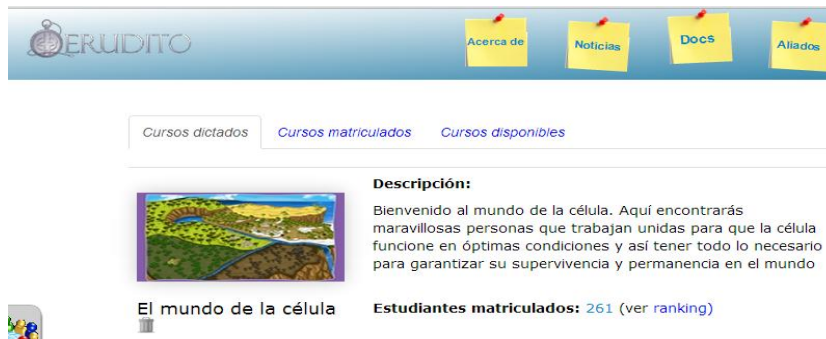 ERUDITO
Acerca de
Noticias
Docs
Aliados
Cursos dictados
Cursos matriculados
Cursos disponibles
Descripción:
Bienvenido al mundo de la célula. Aquí encontrarás
maravillosas personas que trabajan unidas para que la célula
funcione en óptimas condiciones y así tener todo lo necesario
para garantizar su supervivencia y permanencia en el mundo
El mundo de la célula
Estudiantes matriculados: 261 (ver ranking)